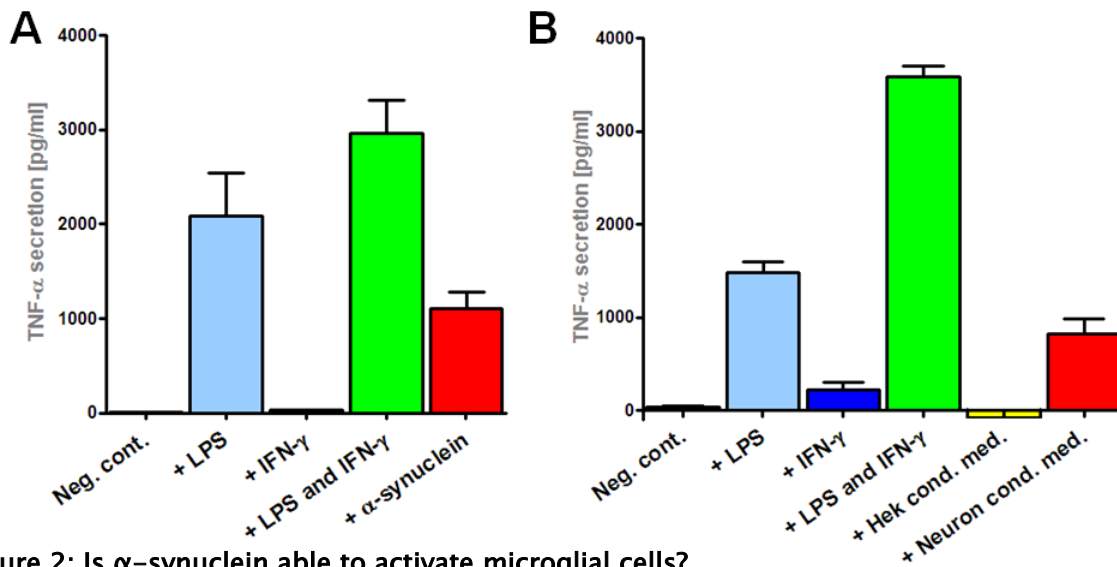 A
B
4000
3000
2000
1000
0
TNF-α secretion [pg/ml]
Neg. cont.
+ LPS
+ IFN-γ
+ LPS and IFN-γ
+ α-synuclein
4000
3000
2000
1000
0
TNF-α secretion [pg/ml]
Neg. cont.
+ LPS
+ IFN-γ
+ LPS and IFN-γ
+ Hek cond. med.
+ Neuron cond. med.
ure 2: Is α-synuclein able to activate microglial cells?